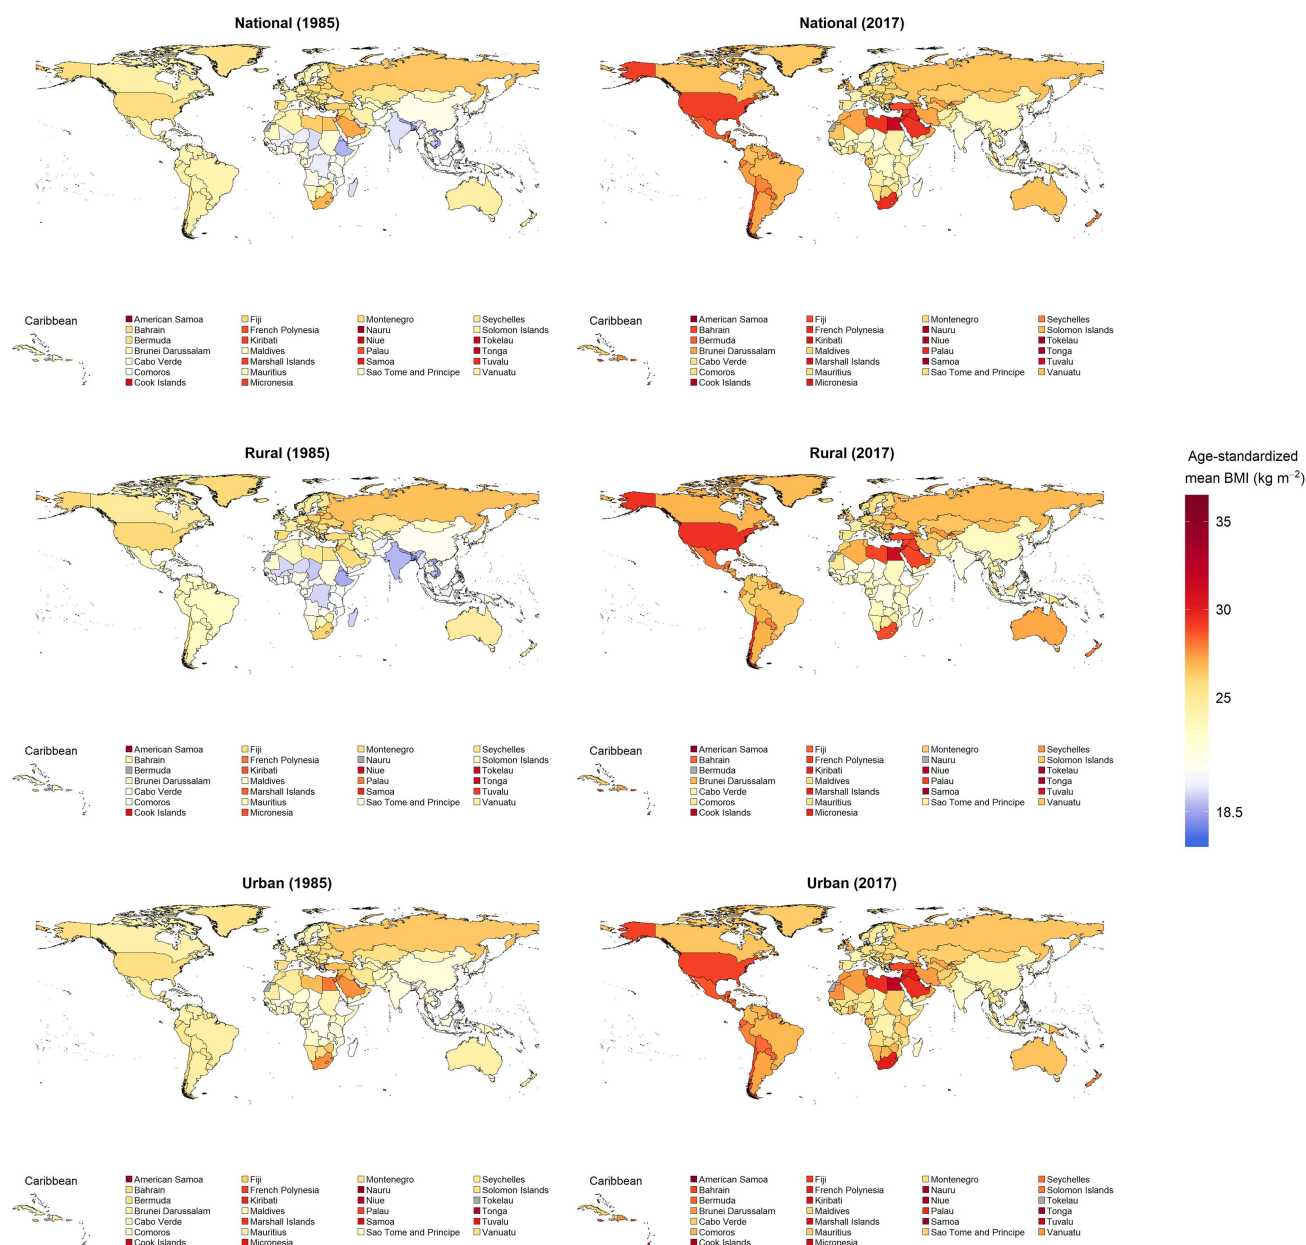 National (1985)
National (2017)
Caribbean
American Samoa Fiji Montenegro Seychelles
Bahrain French Polynesia Nauru Solomon Islands
Bermuda Kiribati Niue Tokelau
Brunei Darussalam Maldives Palau Tonga
Cabo Verde Marshall Islands Samoa Tuvalu
Comoros Mauritius Sao Tome and Principe Vanuatu
Cook Islands Micronesia
Caribbean
American Samoa Fiji Montenegro Seychelles
Bahrain French Polynesia Nauru Solomon Islands
Bermuda Kiribati Niue Tokelau
Brunei Darussalam Maldives Palau Tonga
Cabo Verde Marshall Islands Samoa Tuvalu
Comoros Mauritius Sao Tome and Principe Vanuatu
Cook Islands Micronesia
Rural (1985)
Rural (2017)
Age-standardized
mean BMI (kg m⁻²)
35
30
25
18.5
Caribbean
American Samoa Fiji Montenegro Seychelles
Bahrain French Polynesia Nauru Solomon Islands
Bermuda Kiribati Niue Tokelau
Brunei Darussalam Maldives Palau Tonga
Cabo Verde Marshall Islands Samoa Tuvalu
Comoros Mauritius Sao Tome and Principe Vanuatu
Cook Islands Micronesia
Caribbean
American Samoa Fiji Montenegro Seychelles
Bahrain French Polynesia Nauru Solomon Islands
Bermuda Kiribati Niue Tokelau
Brunei Darussalam Maldives Palau Tonga
Cabo Verde Marshall Islands Samoa Tuvalu
Comoros Mauritius Sao Tome and Principe Vanuatu
Cook Islands Micronesia
Urban (1985)
Urban (2017)
Caribbean
American Samoa Fiji Montenegro Seychelles
Bahrain French Polynesia Nauru Solomon Islands
Bermuda Kiribati Niue Tokelau
Brunei Darussalam Maldives Palau Tonga
Cabo Verde Marshall Islands Samoa Tuvalu
Comoros Mauritius Sao Tome and Principe Vanuatu
Cook Islands Micronesia
Caribbean
American Samoa Fiji Montenegro Seychelles
Bahrain French Polynesia Nauru Solomon Islands
Bermuda Kiribati Niue Tokelau
Brunei Darussalam Maldives Palau Tonga
Cabo Verde Marshall Islands Samoa Tuvalu
Comoros Mauritius Sao Tome and Principe Vanuatu
Cook Islands Micronesia